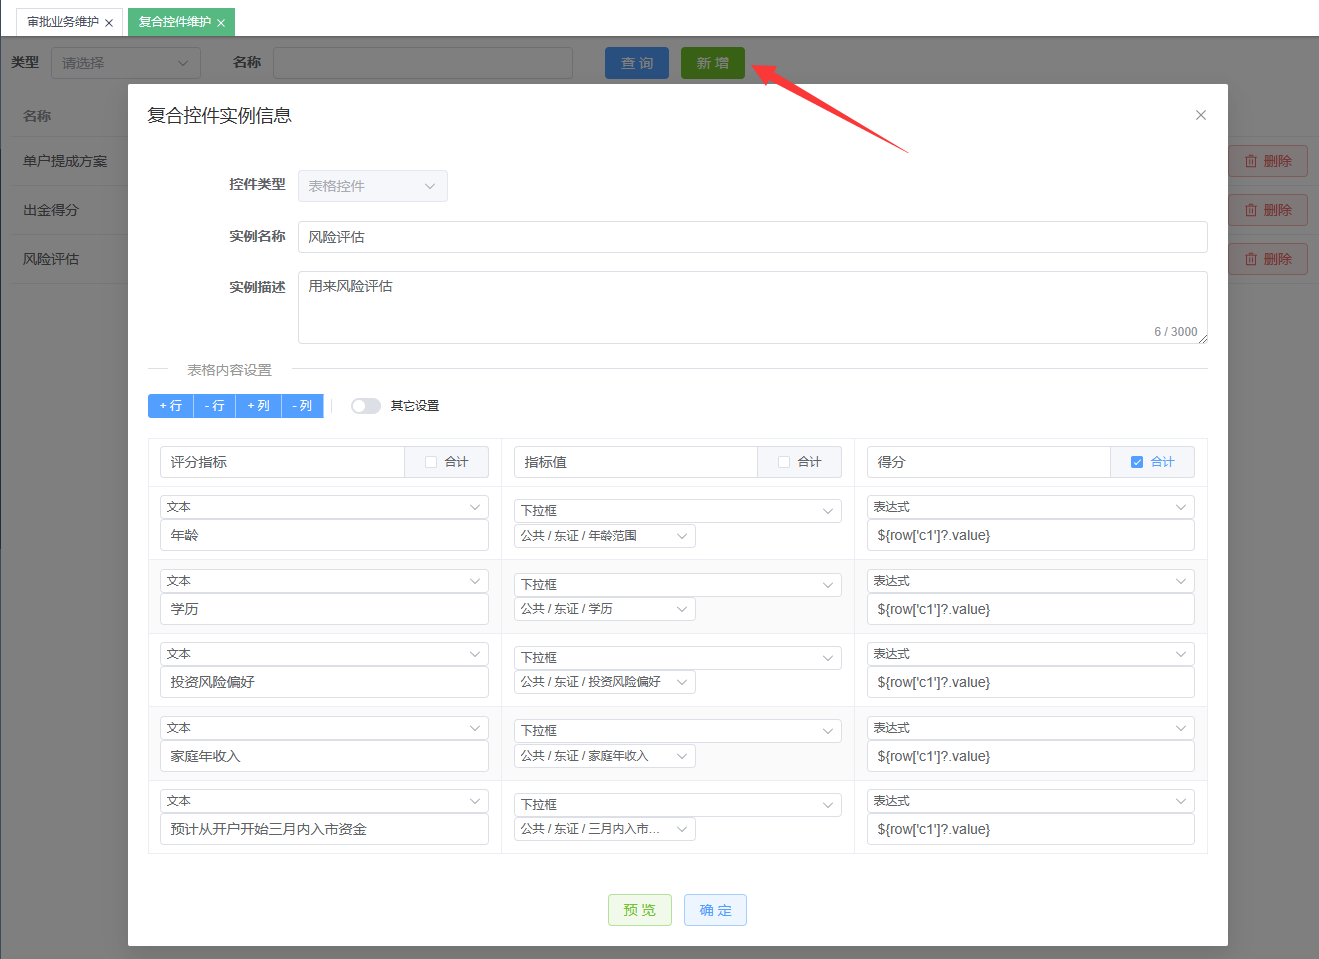 审批业务维护 × 复合控件维护 ×
类型 请选择 名称 查 询 新 增
名称
单户提成方案 删除
出金得分 删除
风险评估 删除
复合控件实例信息 ×
控件类型 表格控件
实例名称 风险评估
实例描述 用来风险评估
6 / 3000
表格内容设置
+ 行 - 行 + 列 - 列 其它设置
评分指标 合计 指标值 合计 得分 合计
文本 下拉框 表达式
年龄 公共 / 东证 / 年龄范围 ${row['c1']?.value}
文本 下拉框 表达式
学历 公共 / 东证 / 学历 ${row['c1']?.value}
文本 下拉框 表达式
投资风险偏好 公共 / 东证 / 投资风险偏好 ${row['c1']?.value}
文本 下拉框 表达式
家庭年收入 公共 / 东证 / 家庭年收入 ${row['c1']?.value}
文本 下拉框 表达式
预计从开户开始三月内入市资金 公共 / 东证 / 三月内入市... ${row['c1']?.value}
预 览 确 定